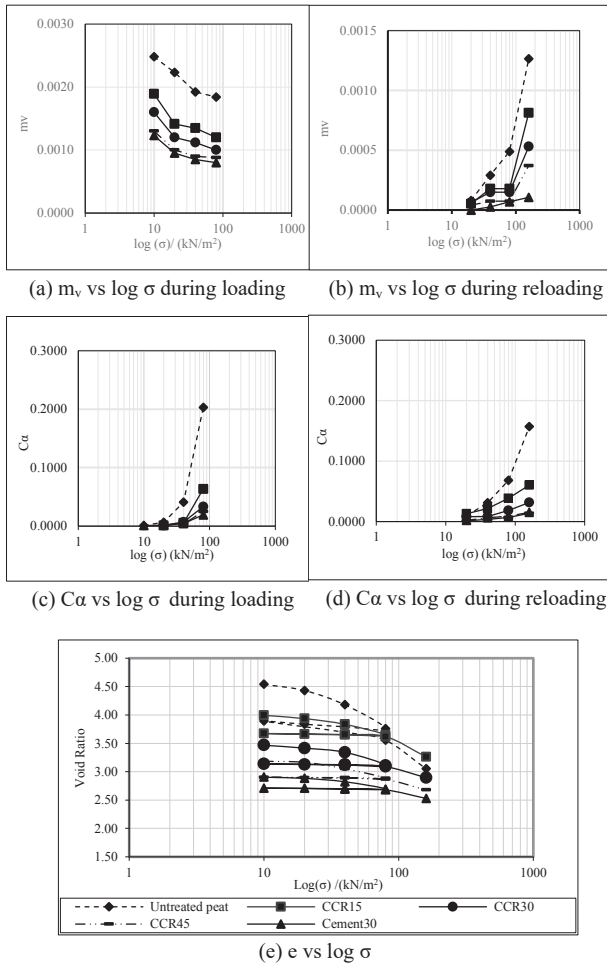 0.0030
0.0020
0.0010
0.0000
mv
1 10 100 1000
log (σ)/ (kN/m²)
(a) mᵥ vs log σ during loading
0.0015
0.0010
0.0005
0.0000
mv
1 10 100 1000
log (σ) (kN/m²)
(b) mᵥ vs log σ during reloading
0.3000
0.2000
0.1000
0.0000
Cα
1 10 100 1000
log (σ) (kN/m²)
(c) Cα vs log σ during loading
0.3000
0.2000
0.1000
0.0000
Cα
1 10 100 1000
log (σ) (kN/m²)
(d) Cα vs log σ during reloading
5.00
4.50
4.00
3.50
3.00
2.50
2.00
1.50
Void Ratio
1 10 100 1000
Log(σ) /(kN/m²)
Untreated peat CCR15 CCR30
CCR45 Cement30
(e) e vs log σ